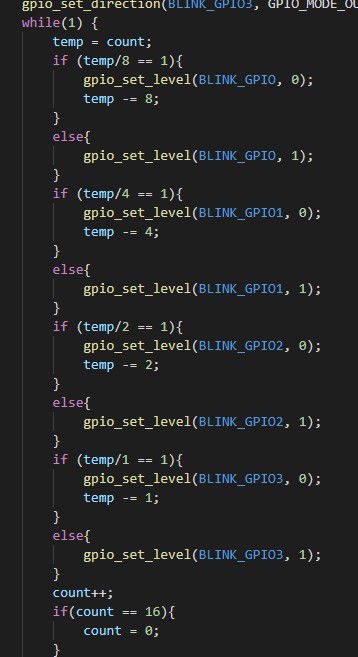 gpio_set_direction(BLINK_GPIO3, GPIO_MODE_OU
while(1) {
temp = count;
if (temp/8 == 1){
gpio_set_level(BLINK_GPIO, 0);
temp -= 8;
}
else{
gpio_set_level(BLINK_GPIO, 1);
}
if (temp/4 == 1){
gpio_set_level(BLINK_GPIO1, 0);
temp -= 4;
}
else{
gpio_set_level(BLINK_GPIO1, 1);
}
if (temp/2 == 1){
gpio_set_level(BLINK_GPIO2, 0);
temp -= 2;
}
else{
gpio_set_level(BLINK_GPIO2, 1);
}
if (temp/1 == 1){
gpio_set_level(BLINK_GPIO3, 0);
temp -= 1;
}
else{
gpio_set_level(BLINK_GPIO3, 1);
}
count++;
if(count == 16){
count = 0;
}